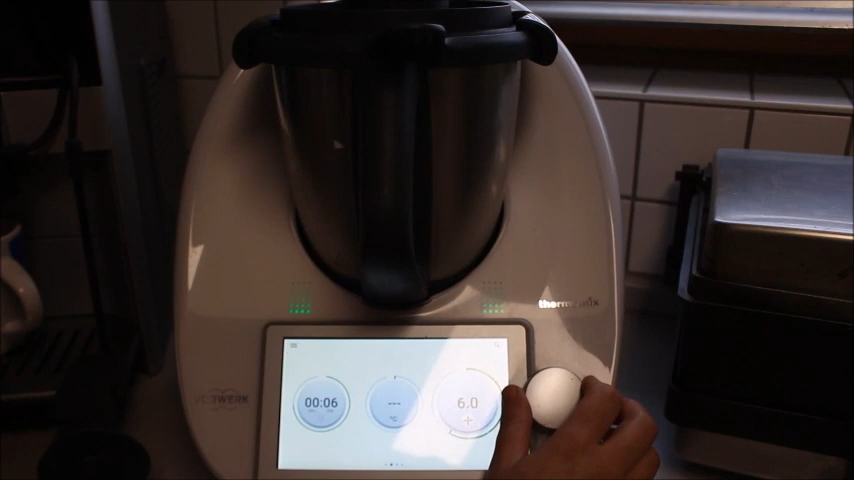 thermomix
00:06
---
°C
6.0
+
VORWERK